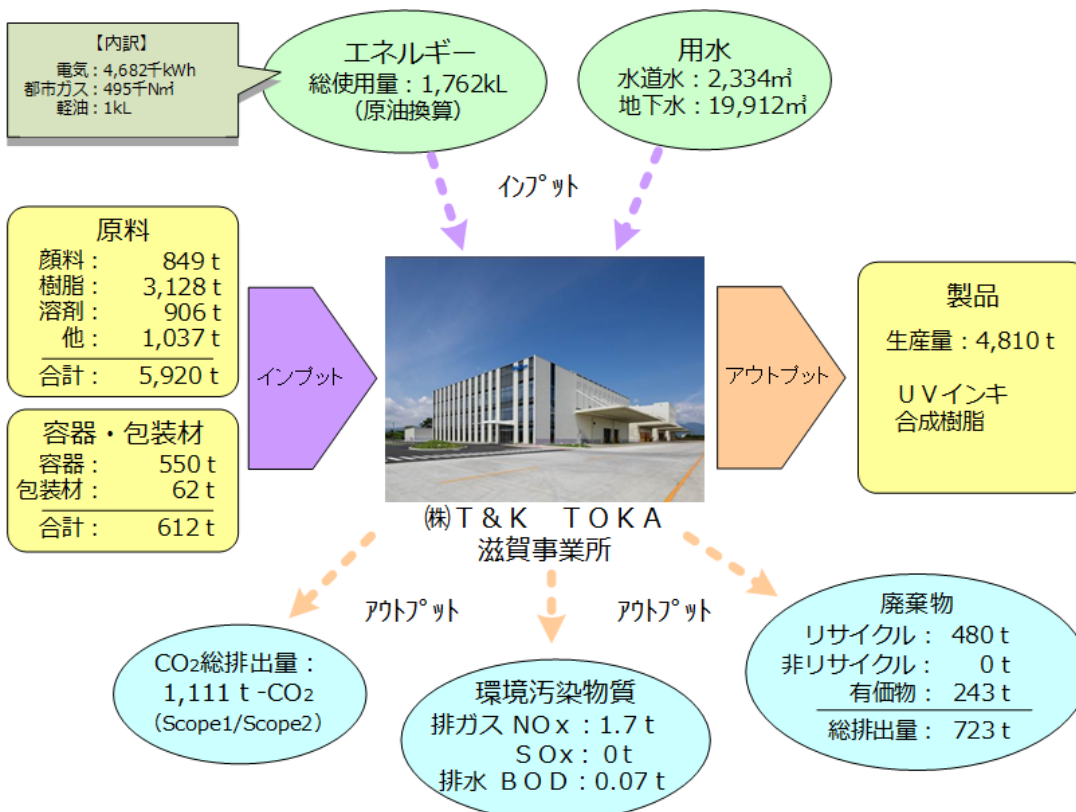 【内訳】
電気：4,682千kWh
都市ガス：495千N㎥
軽油：1kL
エネルギー
総使用量：1,762kL
（原油換算）
用水
水道水：2,334㎥
地下水：19,912㎥
インプット
原料
顔料： 849 t
樹脂： 3,128 t
溶剤： 906 t
他： 1,037 t
合計： 5,920 t
容器・包装材
容器： 550 t
包装材： 62 t
合計： 612 t
インプット
㈱Ｔ＆Ｋ　ＴＯＫＡ
滋賀事業所
アウトプット
製品
生産量：4,810 t
ＵＶインキ
合成樹脂
アウトプット
アウトプット
CO₂総排出量：
1,111 t -CO₂
（Scope1/Scope2）
環境汚染物質
排ガス NOx：1.7 t
SOx： 0 t
排水 BOD：0.07 t
廃棄物
リサイクル： 480 t
非リサイクル： 0 t
有価物： 243 t
総排出量： 723 t